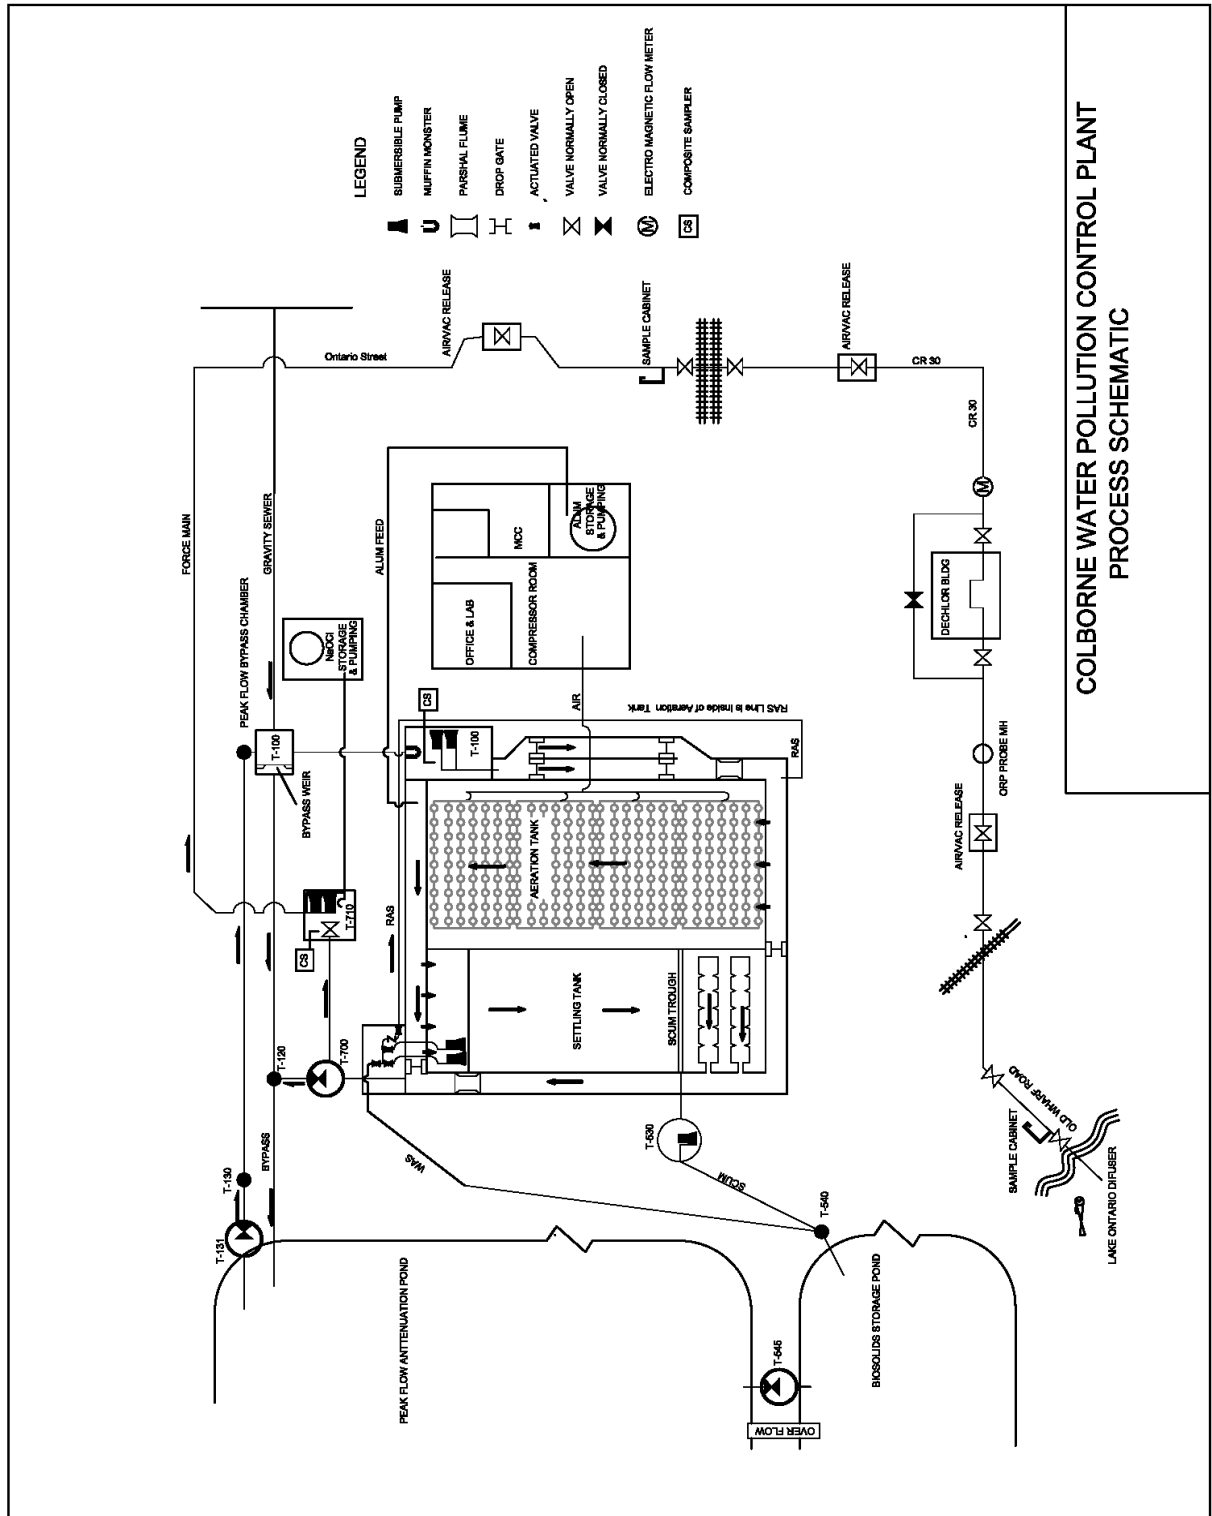 COLBORNE WATER POLLUTION CONTROL PLANT
PROCESS SCHEMATIC
LEGEND
SUBMERSIBLE PUMP
MUFFIN MONSTER
PARSHAL FLUME
DROP GATE
ACTUATED VALVE
VALVE NORMALLY OPEN
VALVE NORMALLY CLOSED
M
ELECTRO MAGNETIC FLOW METER
CS
COMPOSITE SAMPLER
FORCE MAIN
Ontario Street
AIR/VAC RELEASE
SAMPLE CABINET
AIR/VAC RELEASE
CR 30
CR 30
M
GRAVITY SEWER
PEAK FLOW BYPASS CHAMBER
NaOCl
STORAGE
& PUMPING
T-100
BYPASS WEIR
ALUM FEED
MCC
ALUM
STORAGE
& PUMPING
OFFICE & LAB
COMPRESSOR ROOM
AIR
CS
T-100
RAS Line is Inside of Aeration Tank
RAS
AERATION TANK
RAS
T-710
CS
SETTLING TANK
SCUM TROUGH
T-700
T-120
BYPASS
T-130
T-131
WAS
T-530
SCUM
T-540
PEAK FLOW ANTTENUATION POND
BIOSOLIDS STORAGE POND
T-545
OVER FLOW
DECHLOR BLDG
ORP PROBE MH
AIR/VAC RELEASE
OLD WHARF ROAD
SAMPLE CABINET
LAKE ONTARIO DIFUSER